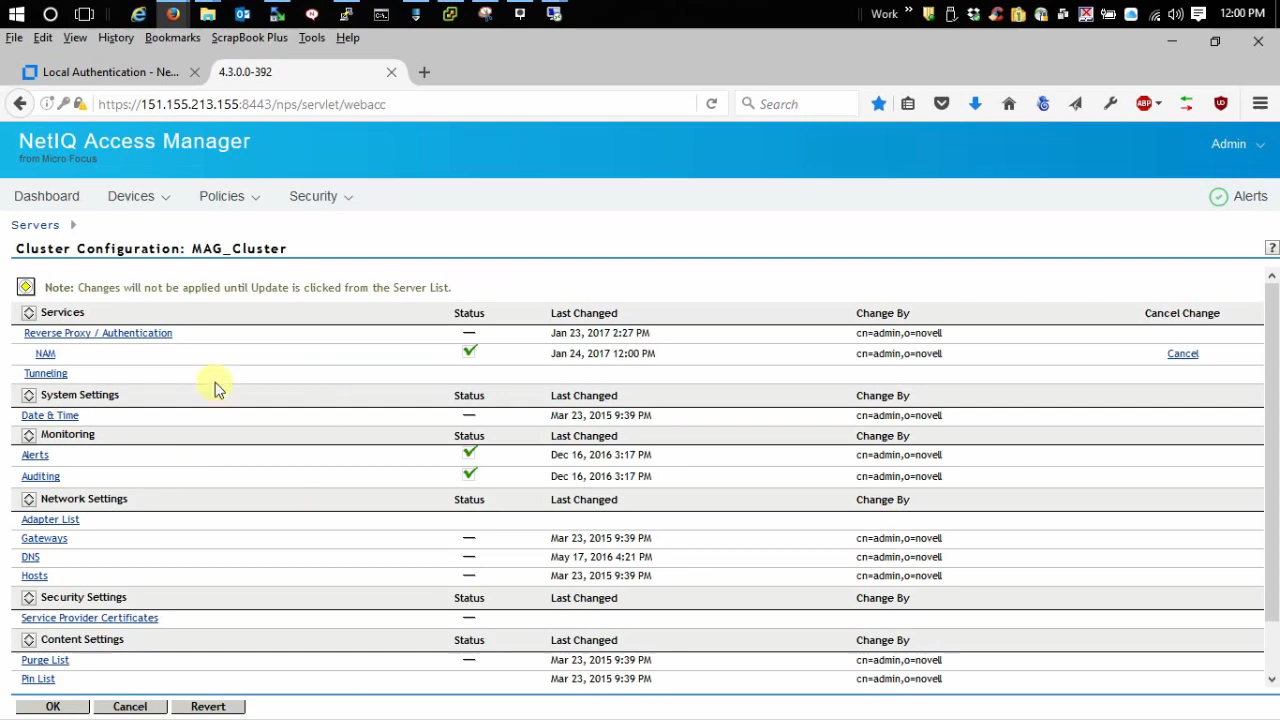 Work »
12:00 PM
File Edit View History Bookmarks ScrapBook Plus Tools Help
Local Authentication - Ne...
4.3.0.0-392
https://151.155.213.155:8443/nps/servlet/webacc
Search
ABP
NetIQ Access Manager
from Micro Focus
Admin
Dashboard Devices Policies Security Alerts
Servers
Cluster Configuration: MAG_Cluster
?
Note: Changes will not be applied until Update is clicked from the Server List.
Services Status Last Changed Change By Cancel Change
Reverse Proxy / Authentication — Jan 23, 2017 2:27 PM cn=admin,o=novell
NAM Jan 24, 2017 12:00 PM cn=admin,o=novell Cancel
Tunneling
System Settings Status Last Changed Change By
Date & Time — Mar 23, 2015 9:39 PM cn=admin,o=novell
Monitoring Status Last Changed Change By
Alerts Dec 16, 2016 3:17 PM cn=admin,o=novell
Auditing Dec 16, 2016 3:17 PM cn=admin,o=novell
Network Settings Status Last Changed Change By
Adapter List
Gateways — Mar 23, 2015 9:39 PM cn=admin,o=novell
DNS — May 17, 2016 4:21 PM cn=admin,o=novell
Hosts — Mar 23, 2015 9:39 PM cn=admin,o=novell
Security Settings Status Last Changed Change By
Service Provider Certificates —
Content Settings Status Last Changed Change By
Purge List — Mar 23, 2015 9:39 PM cn=admin,o=novell
Pin List Mar 23, 2015 9:39 PM cn=admin,o=novell
OK Cancel Revert